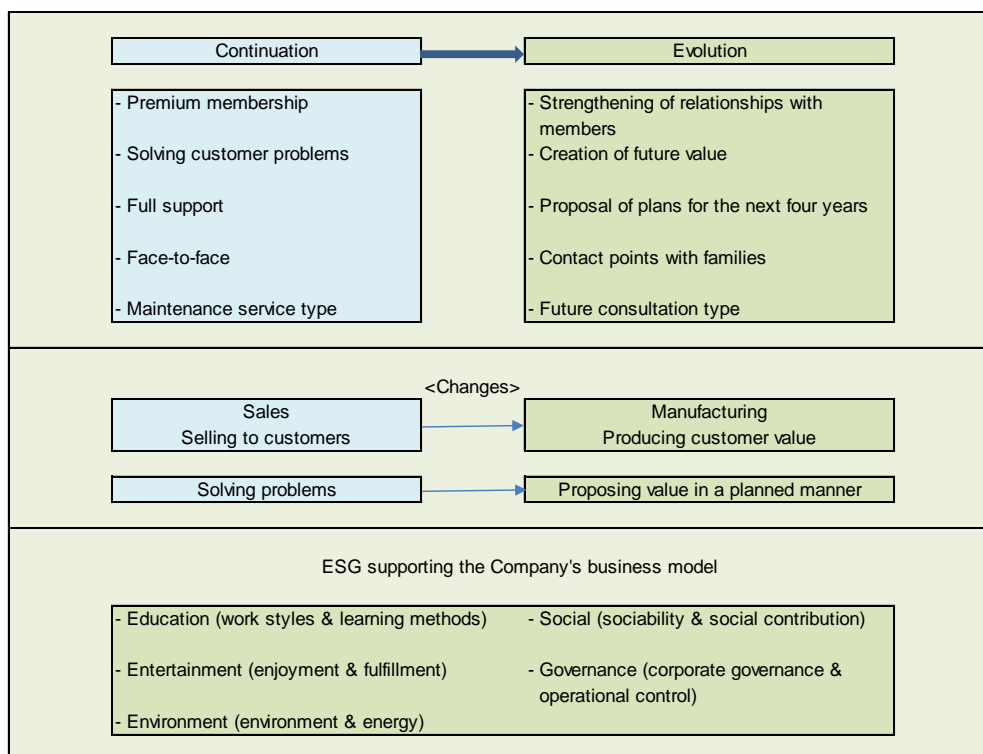 Continuation
Evolution
- Premium membership
- Solving customer problems
- Full support
- Face-to-face
- Maintenance service type
- Strengthening of relationships with
members
- Creation of future value
- Proposal of plans for the next four years
- Contact points with families
- Future consultation type
<Changes>
Sales
Selling to customers
Manufacturing
Producing customer value
Solving problems
Proposing value in a planned manner
ESG supporting the Company's business model
- Education (work styles & learning methods)
- Entertainment (enjoyment & fulfillment)
- Environment (environment & energy)
- Social (sociability & social contribution)
- Governance (corporate governance &
operational control)